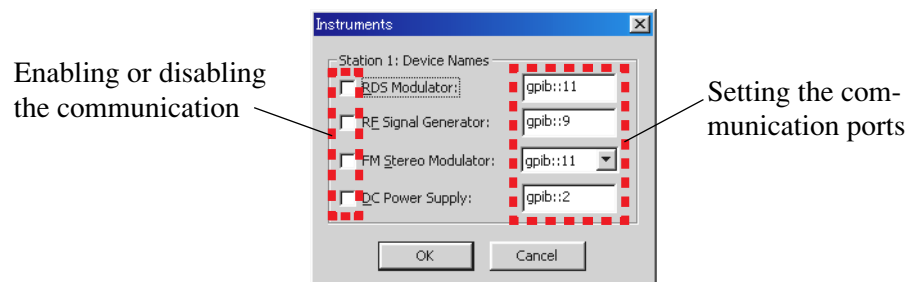 Instruments
Station 1: Device Names
Enabling or disabling
the communication
RDS Modulator:
gpib::11
RF Signal Generator:
gpib::9
FM Stereo Modulator:
gpib::11
DC Power Supply:
gpib::2
Setting the com-
munication ports
OK
Cancel